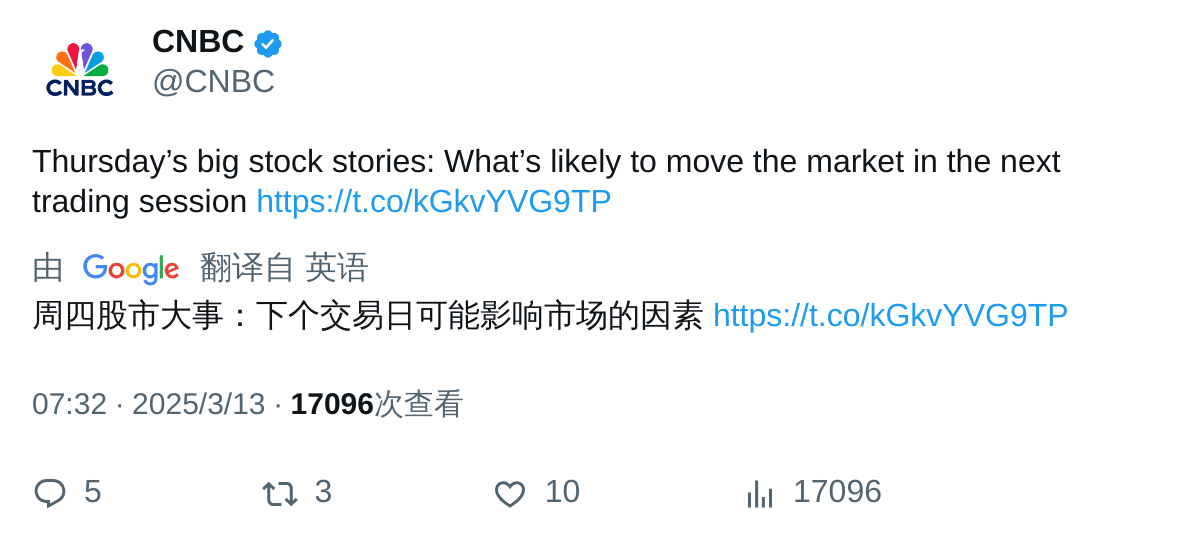 CNBC
CNBC
@CNBC
Thursday’s big stock stories: What’s likely to move the market in the next
trading session https://t.co/kGkvYVG9TP
由 Google 翻译自 英语
周四股市大事：下个交易日可能影响市场的因素 https://t.co/kGkvYVG9TP
07:32 · 2025/3/13 · 17096次查看
5 3 10 17096